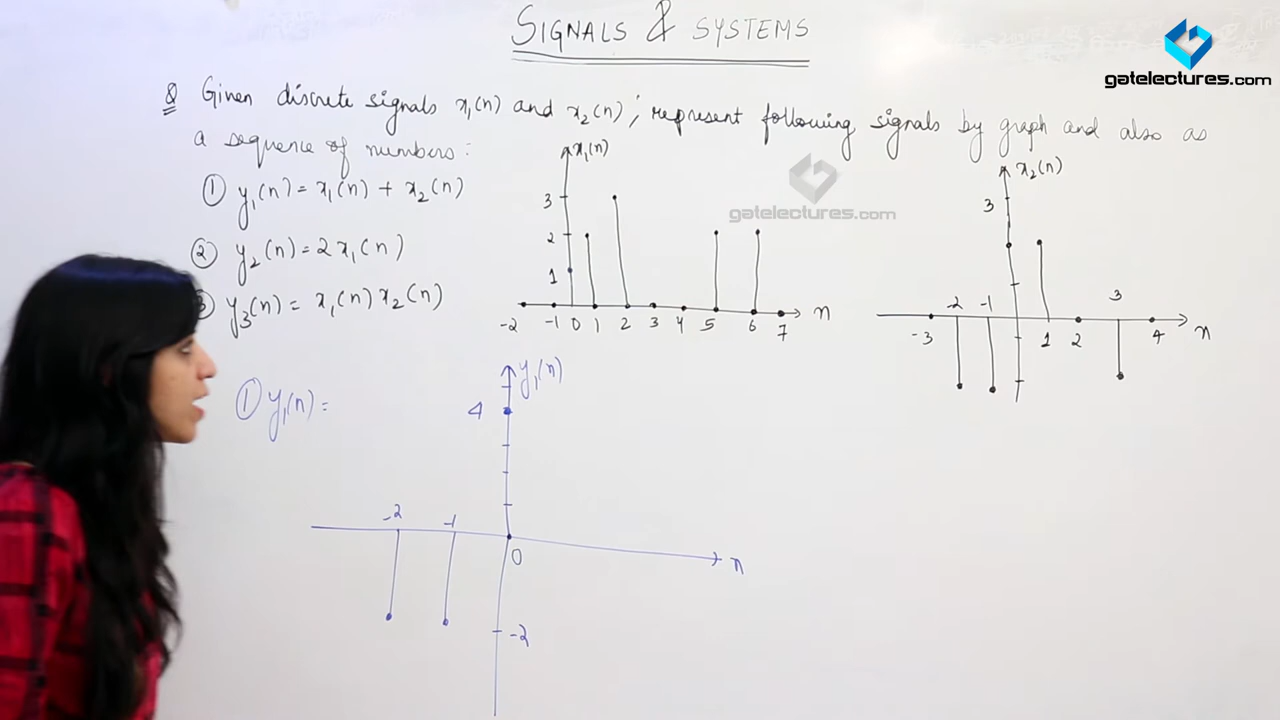 SIGNALS & SYSTEMS
gatelectures.com
Q Given discrete signals x₁(n) and x₂(n); represent following signals by graph and also as
a sequence of numbers:
① y₁(n) = x₁(n) + x₂(n)
② y₂(n) = 2x₁(n)
3 y₃(n) = x₁(n) x₂(n)
x₁(n)
3
2
1
-2 -1 0 1 2 3 4 5 6 7 n
gatelectures.com
x₂(n)
3
-2 -1 3
-3 1 2 4 n
① y₁(n) =
y₁(n)
4
-2 -1
0 n
-2